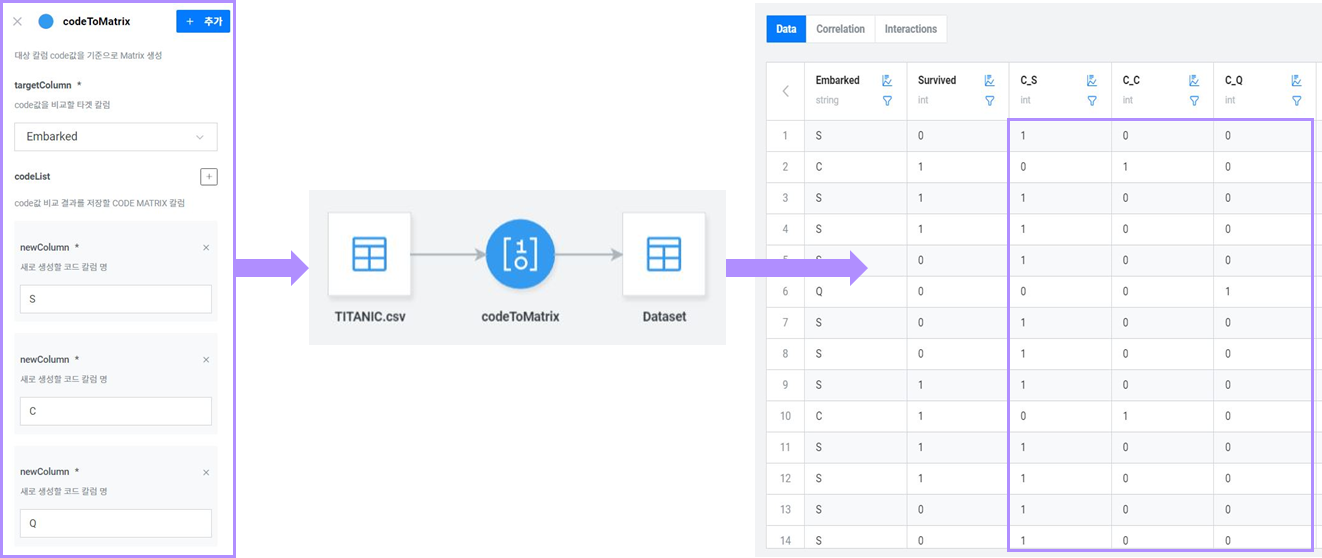 codeToMatrix
+ 추가
대상 칼럼 code값을 기준으로 Matrix 생성
targetColumn *
code값을 비교할 타겟 칼럼
Embarked
codeList
code값 비교 결과를 저장할 CODE MATRIX 칼럼
newColumn *
새로 생성할 코드 칼럼 명
S
newColumn *
새로 생성할 코드 칼럼 명
C
newColumn *
새로 생성할 코드 칼럼 명
Q
TITANIC.csv
codeToMatrix
Dataset
Data Correlation Interactions
Embarked Survived C_S C_C C_Q
string int int int int
1 S 0 1 0 0
2 C 1 0 1 0
3 S 1 1 0 0
4 S 1 1 0 0
5 0 1 0 0
6 Q 0 0 0 1
7 S 0 1 0 0
8 S 0 1 0 0
9 S 1 1 0 0
10 C 1 0 1 0
11 S 1 1 0 0
12 S 1 1 0 0
13 S 0 1 0 0
14 S 0 1 0 0